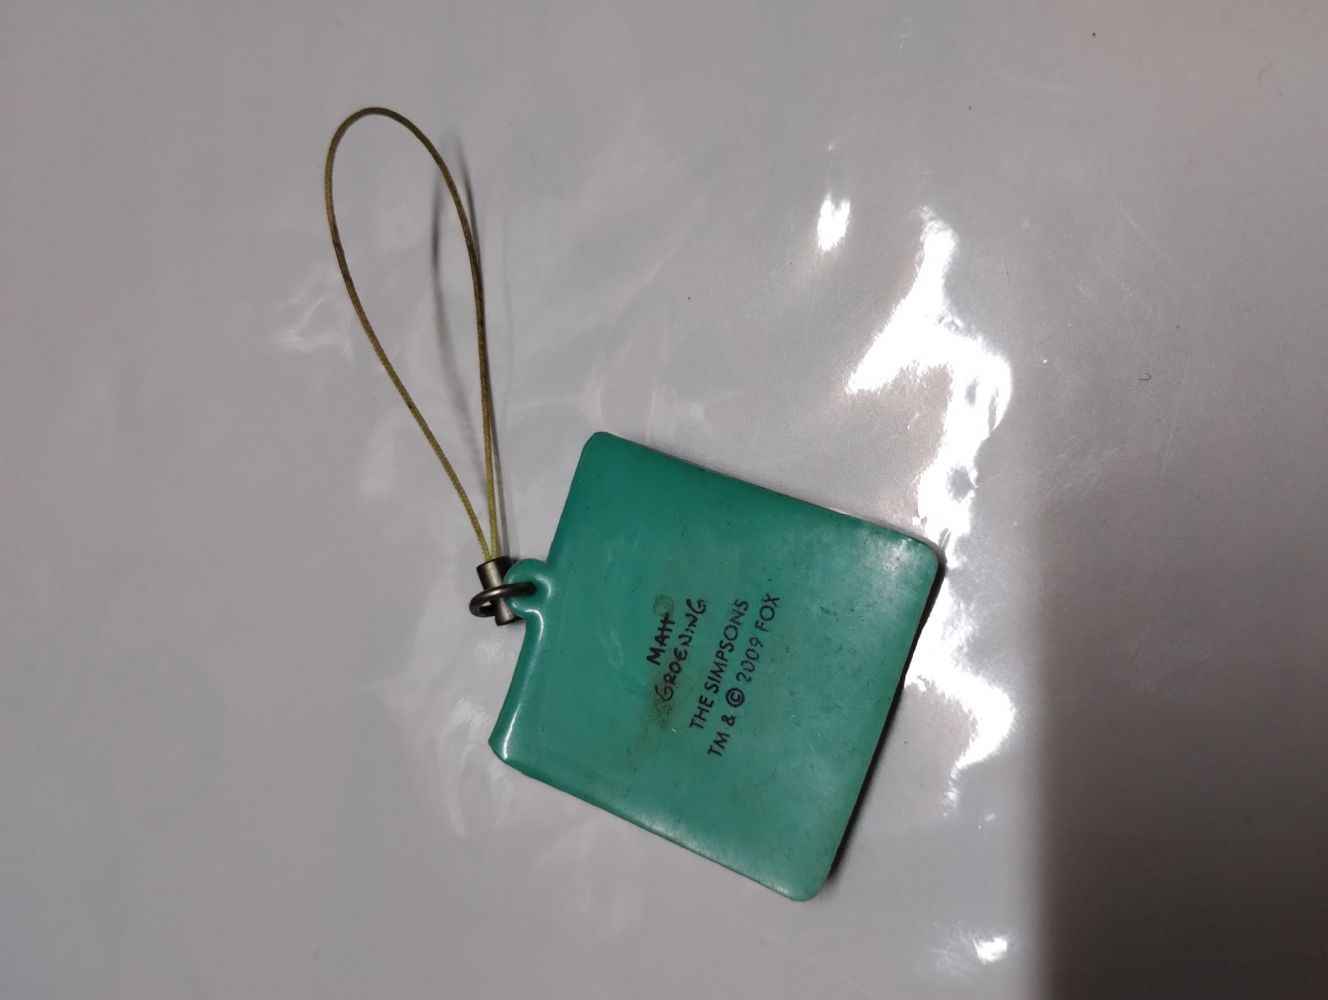 MATT
GROENING
THE SIMPSONS
TM & © 2009 FOX